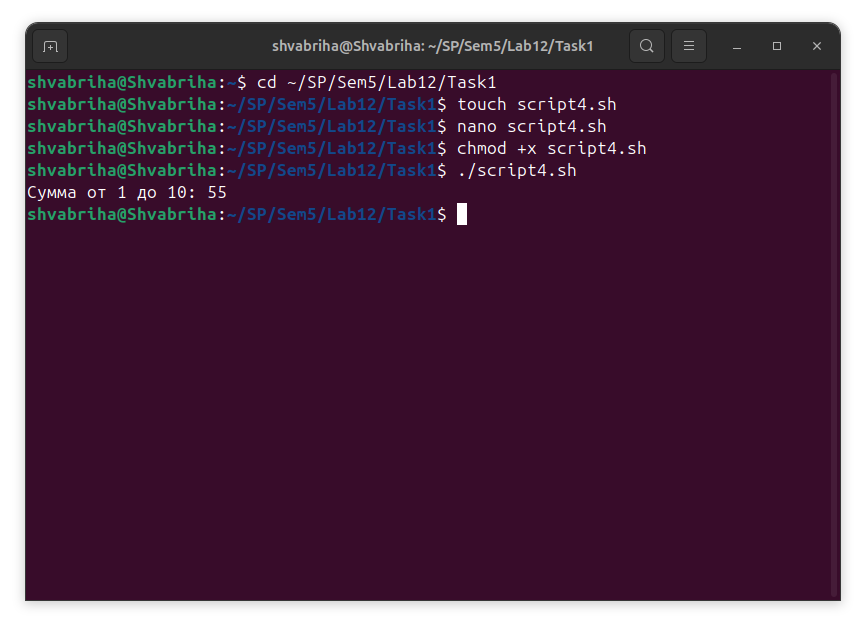 shvabriha@Shvabriha: ~/SP/Sem5/Lab12/Task1
shvabriha@Shvabriha:~$ cd ~/SP/Sem5/Lab12/Task1
shvabriha@Shvabriha:~/SP/Sem5/Lab12/Task1$ touch script4.sh
shvabriha@Shvabriha:~/SP/Sem5/Lab12/Task1$ nano script4.sh
shvabriha@Shvabriha:~/SP/Sem5/Lab12/Task1$ chmod +x script4.sh
shvabriha@Shvabriha:~/SP/Sem5/Lab12/Task1$ ./script4.sh
Сумма от 1 до 10: 55
shvabriha@Shvabriha:~/SP/Sem5/Lab12/Task1$